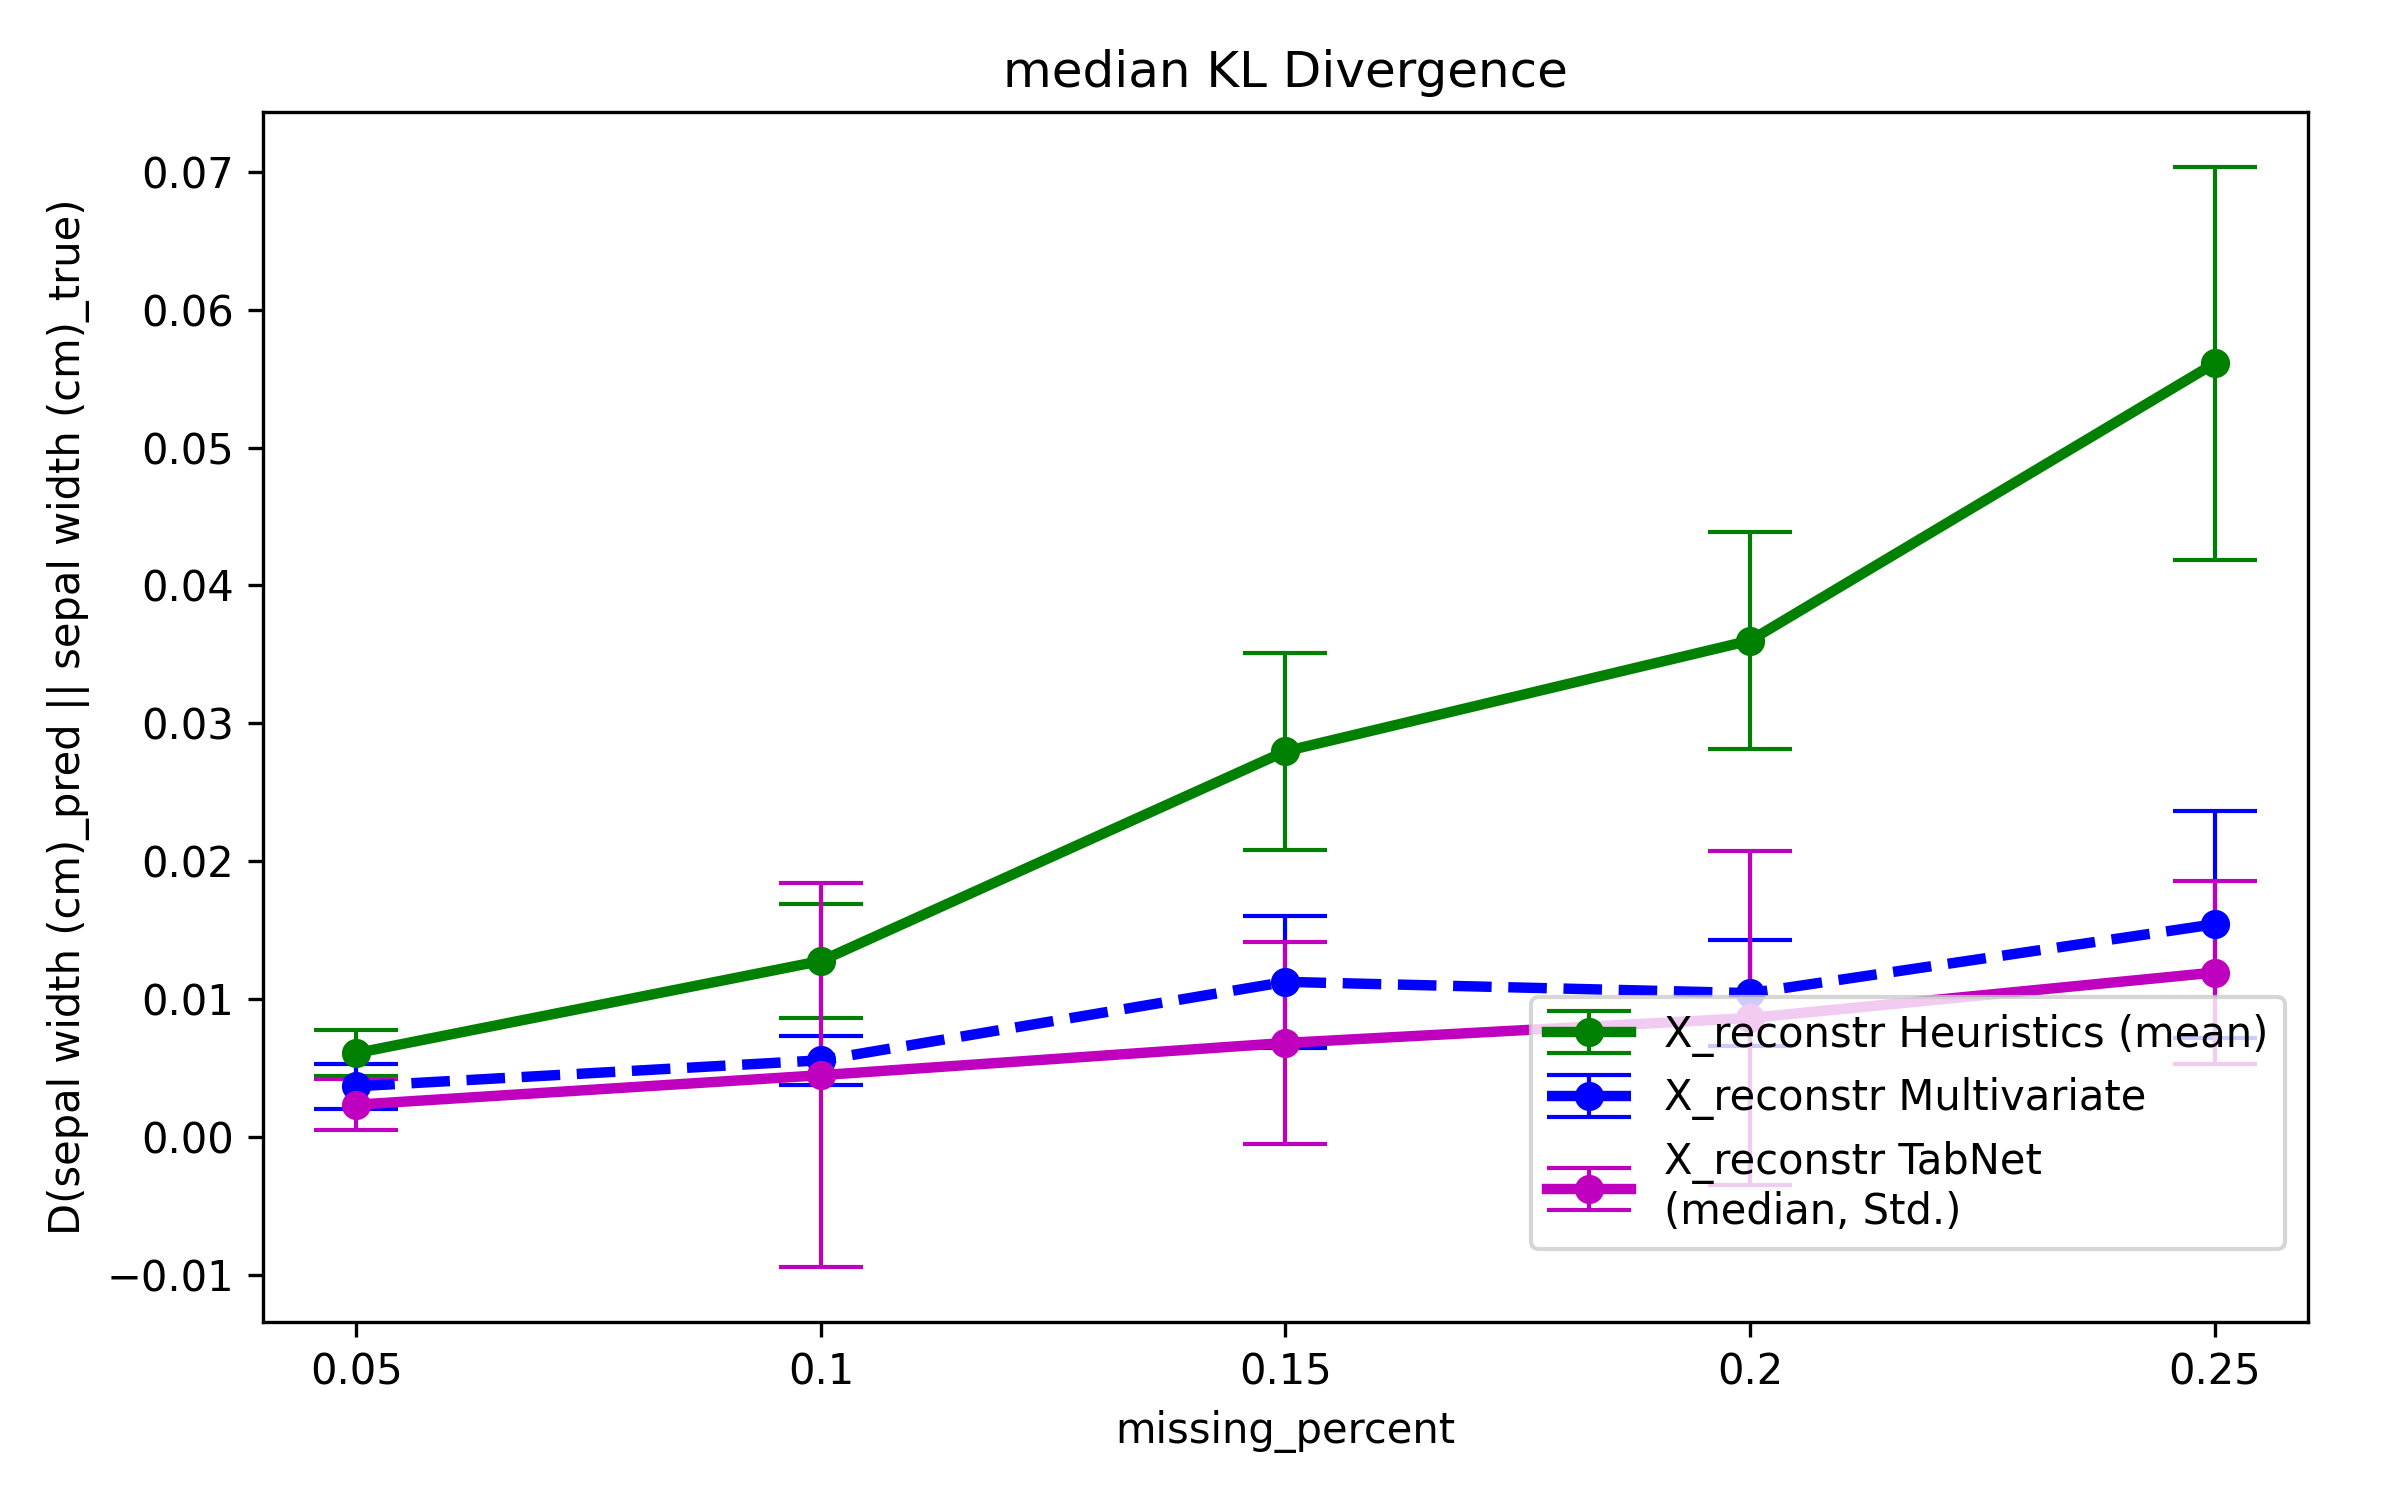 median KL Divergence
D(sepal width (cm)_pred || sepal width (cm)_true)
0.07
0.06
0.05
0.04
0.03
0.02
0.01
0.00
−0.01
X_reconstr Heuristics (mean)
X_reconstr Multivariate
X_reconstr TabNet
(median, Std.)
0.05 0.1 0.15 0.2 0.25
missing_percent